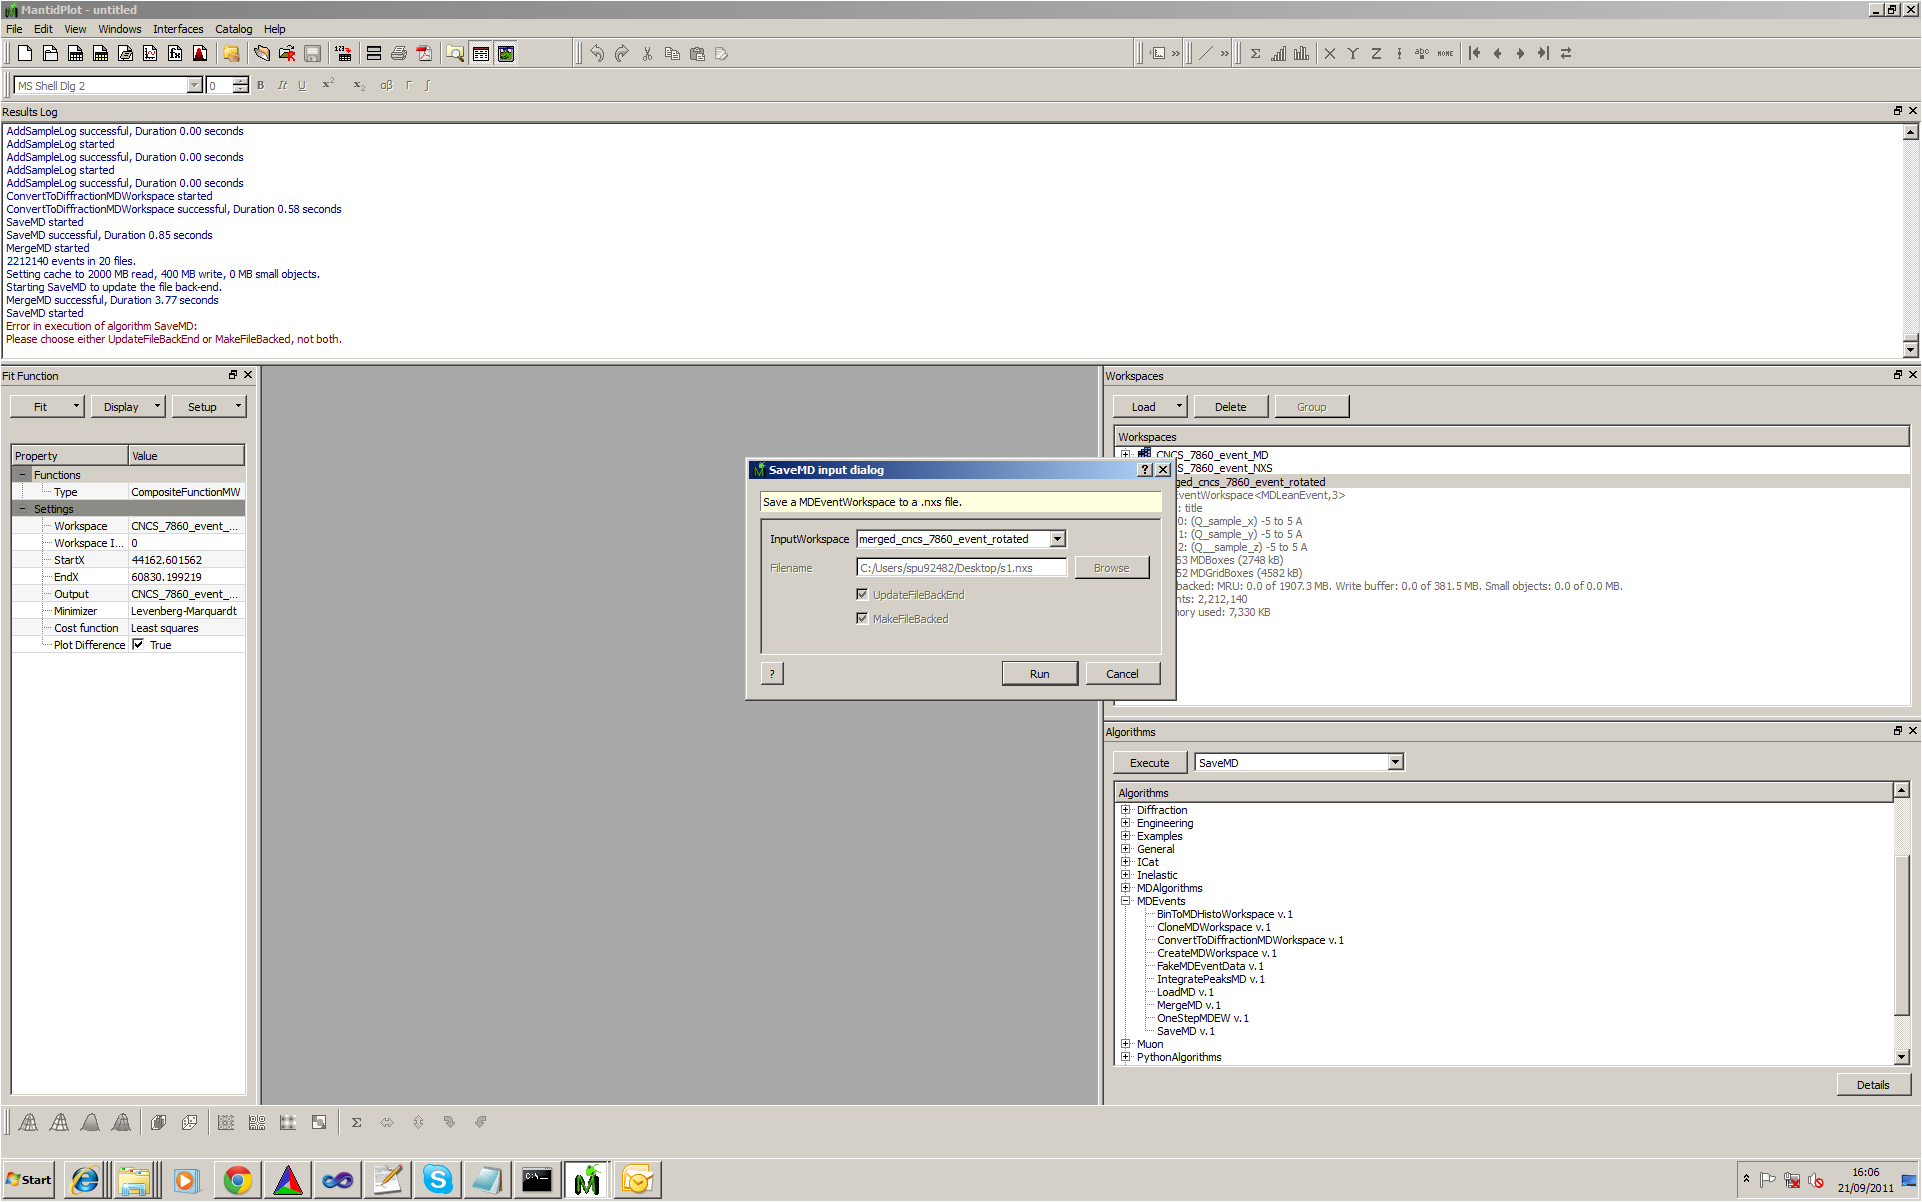 MantidPlot - untitled
File Edit View Windows Interfaces Catalog Help
MS Shell Dlg 2 0 B It U x² x₂ αβ Γ ∫
Results Log
AddSampleLog successful, Duration 0.00 seconds
AddSampleLog started
AddSampleLog successful, Duration 0.00 seconds
AddSampleLog started
AddSampleLog successful, Duration 0.00 seconds
ConvertToDiffractionMDWorkspace started
ConvertToDiffractionMDWorkspace successful, Duration 0.58 seconds
SaveMD started
SaveMD successful, Duration 0.85 seconds
MergeMD started
2212140 events in 20 files.
Setting cache to 2000 MB read, 400 MB write, 0 MB small objects.
Starting SaveMD to update the file back-end.
MergeMD successful, Duration 3.77 seconds
SaveMD started
Error in execution of algorithm SaveMD:
Please choose either UpdateFileBackEnd or MakeFileBacked, not both.
Fit Function
Fit Display Setup
Property Value
Functions
Type CompositeFunctionMW
Settings
Workspace CNCS_7860_event_...
Workspace I... 0
StartX 44162.601562
EndX 60830.199219
Output CNCS_7860_event_...
Minimizer Levenberg-Marquardt
Cost function Least squares
Plot Difference True
SaveMD input dialog
Save a MDEventWorkspace to a .nxs file.
InputWorkspace merged_cncs_7860_event_rotated
Filename C:/Users/spu92482/Desktop/s1.nxs Browse
UpdateFileBackEnd
MakeFileBacked
? Run Cancel
Workspaces
Load Delete Group
Workspaces
CNCS_7860_event_MD
CS_7860_event_NXS
ged_cncs_7860_event_rotated
EventWorkspace<MDLeanEvent,3>
: title
0: (Q_sample_x) -5 to 5 A
1: (Q_sample_y) -5 to 5 A
2: (Q__sample_z) -5 to 5 A
63 MDBoxes (2748 kB)
52 MDGridBoxes (4582 kB)
backed: MRU: 0.0 of 1907.3 MB. Write buffer: 0.0 of 381.5 MB. Small objects: 0.0 of 0.0 MB.
nts: 2,212,140
ory used: 7,330 KB
Algorithms
Execute SaveMD
Algorithms
Diffraction
Engineering
Examples
General
ICat
Inelastic
MDAlgorithms
MDEvents
BinToMDHistoWorkspace v.1
CloneMDWorkspace v.1
ConvertToDiffractionMDWorkspace v.1
CreateMDWorkspace v.1
FakeMDEventData v.1
IntegratePeaksMD v.1
LoadMD v.1
MergeMD v.1
OneStepMDEW v.1
SaveMD v.1
Muon
PythonAlgorithms
Details
Start
16:06
21/09/2011